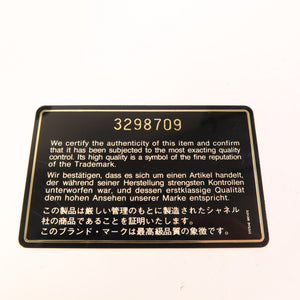 3298709
We certify the authenticity of this item and confirm
that it has been subjected to the most exacting quality
control. Its high quality is a symbol of the fine reputation
of the Trademark.
Wir bestätigen, dass es sich um einen Artikel handelt,
der während seiner Herstellung strengsten Kontrollen
unterworfen war, und dessen erstklassige Qualität
dem hohen Ansehen unserer Marke entspricht.
この製品は厳しい管理のもとに製造されたシャネル
社の商品であることを証明いたします。
このブランド・マークは最高級品質の象徴です。